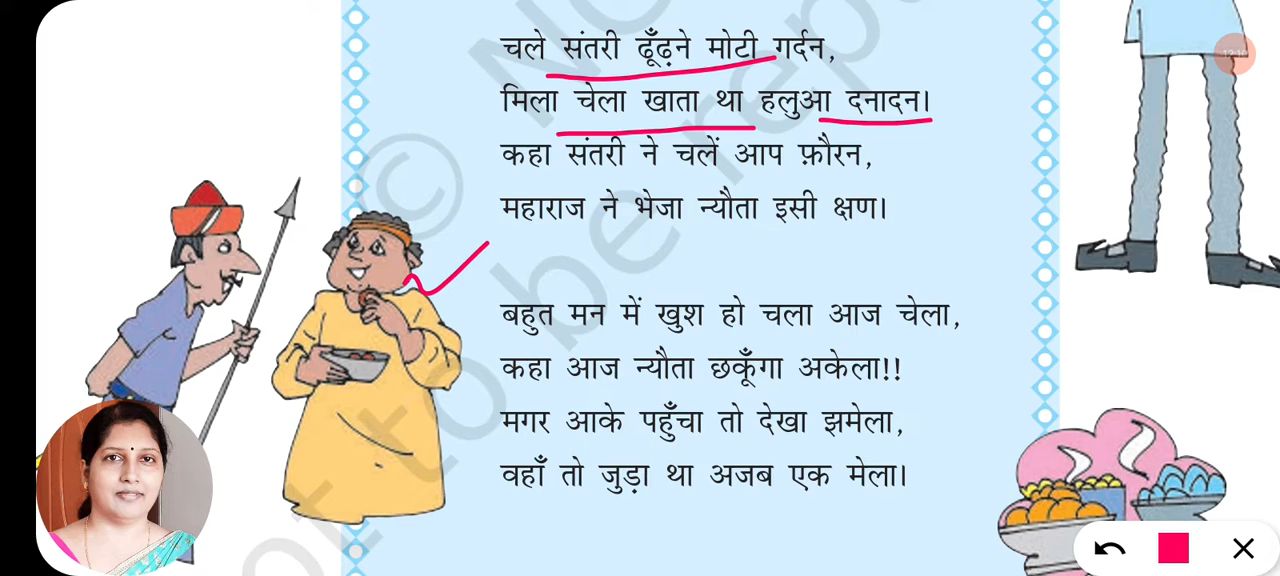 चले संतरी ढूँढ़ने मोटी गर्दन,
मिला चेला खाता था हलुआ दनादन।
कहा संतरी ने चलें आप फ़ौरन,
महाराज ने भेजा न्यौता इसी क्षण।
बहुत मन में खुश हो चला आज चेला,
कहा आज न्यौता छकूँगा अकेला!!
मगर आके पहुँचा तो देखा झमेला,
वहाँ तो जुड़ा था अजब एक मेला।